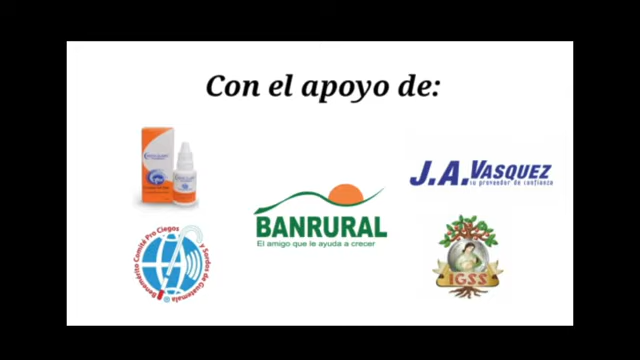 Con el apoyo de:
J.A.VASQUEZ
su proveedor de confianza
BANRURAL
El amigo que le ayuda a crecer
Benemérito Comité Pro Ciegos
y Sordos de Guatemala
IGSS